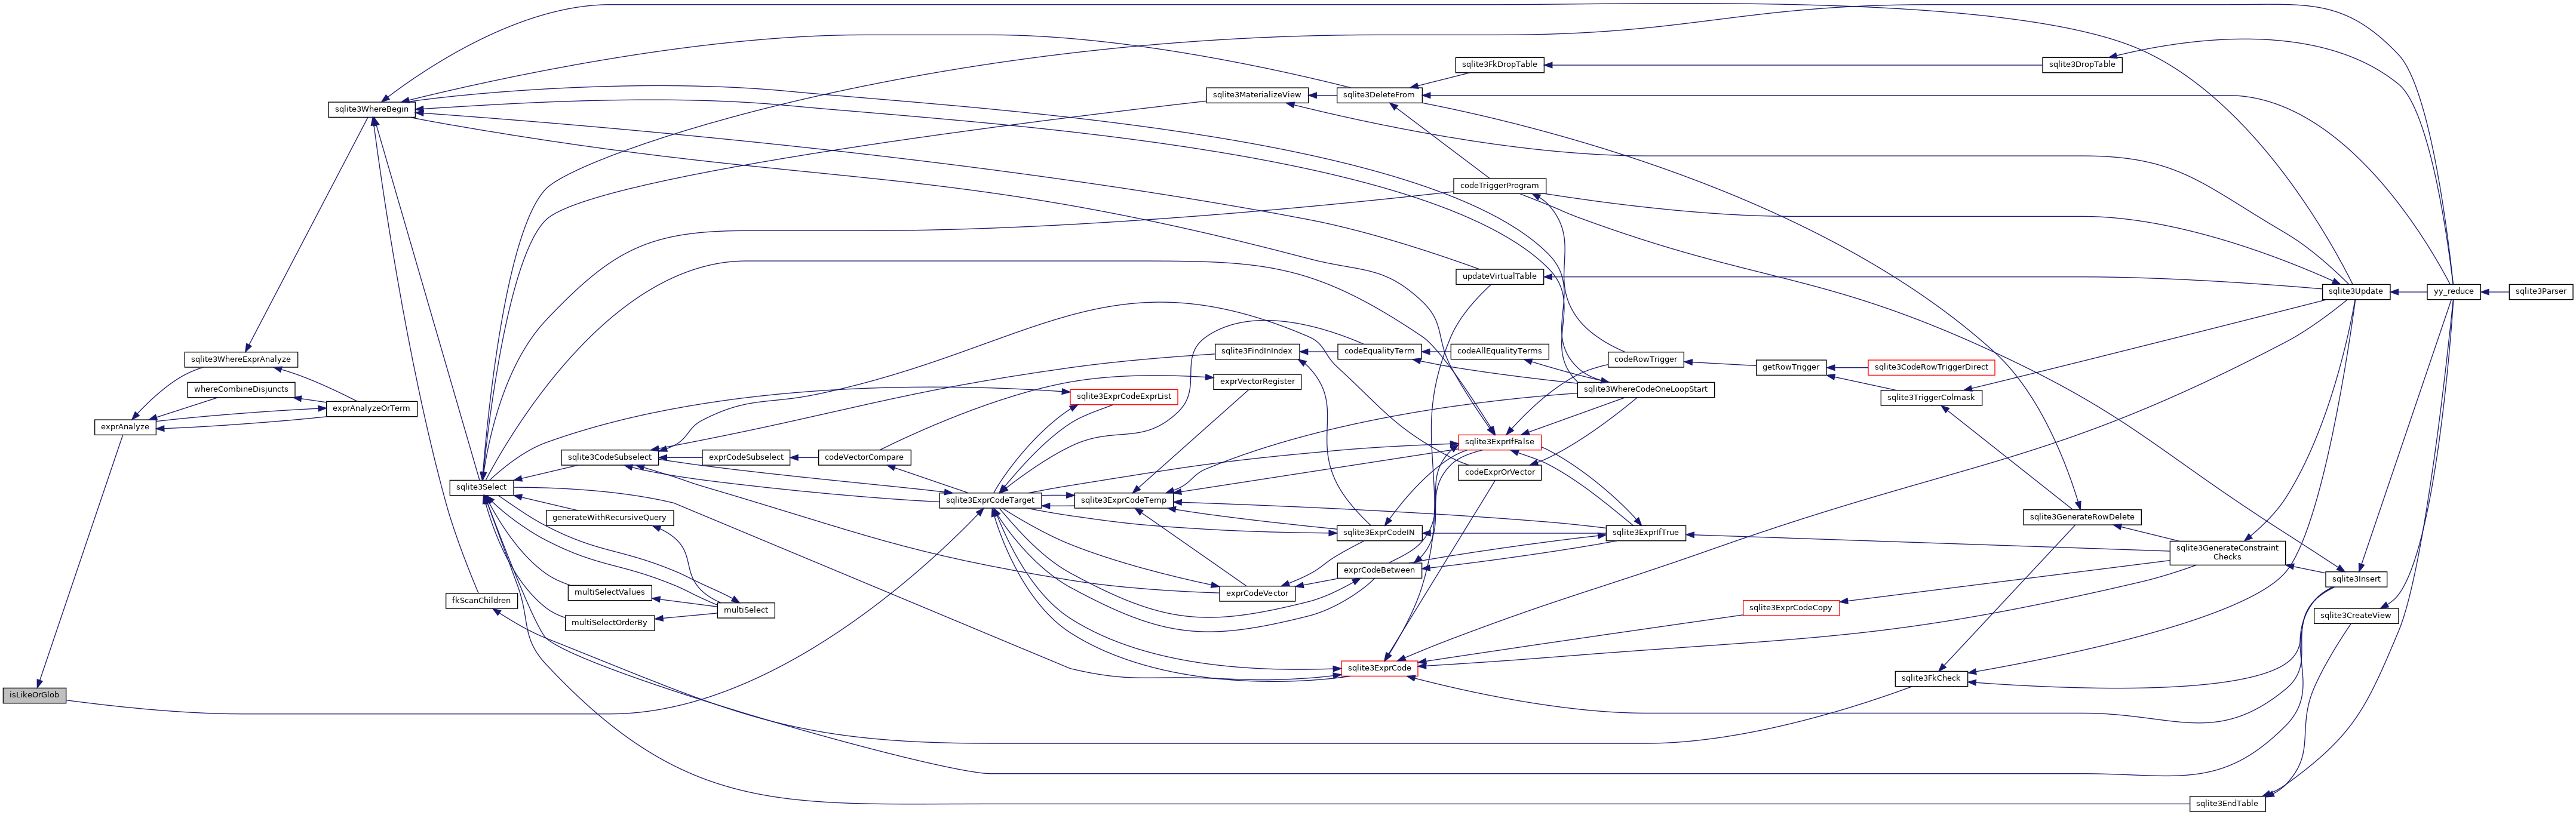 sqlite3FkDropTable
sqlite3DropTable
sqlite3WhereBegin
sqlite3MaterializeView
sqlite3DeleteFrom
codeTriggerProgram
updateVirtualTable
sqlite3Update
yy_reduce
sqlite3Parser
sqlite3WhereExprAnalyze
sqlite3FindInIndex
codeEqualityTerm
codeAllEqualityTerms
codeRowTrigger
getRowTrigger
sqlite3CodeRowTriggerDirect
whereCombineDisjuncts
exprVectorRegister
sqlite3WhereCodeOneLoopStart
sqlite3TriggerColmask
sqlite3ExprCodeExprList
exprAnalyzeOrTerm
exprAnalyze
sqlite3ExprIfFalse
sqlite3CodeSubselect
exprCodeSubselect
codeVectorCompare
codeExprOrVector
sqlite3Select
sqlite3ExprCodeTarget
sqlite3ExprCodeTemp
generateWithRecursiveQuery
sqlite3GenerateRowDelete
sqlite3ExprCodeIN
sqlite3ExprIfTrue
sqlite3GenerateConstraint
Checks
exprCodeBetween
sqlite3Insert
multiSelectValues
exprCodeVector
fkScanChildren
multiSelect
sqlite3ExprCodeCopy
sqlite3CreateView
multiSelectOrderBy
sqlite3ExprCode
sqlite3FkCheck
isLikeOrGlob
sqlite3EndTable